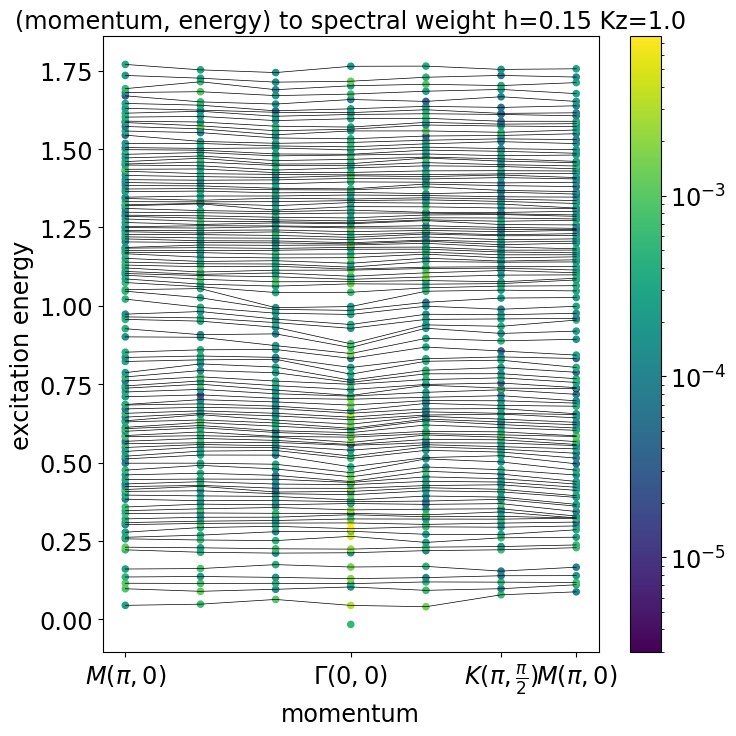 (momentum, energy) to spectral weight h=0.15 Kz=1.0
excitation energy
1.75
1.50
1.25
1.00
0.75
0.50
0.25
0.00
M(π, 0)
Γ(0, 0)
K(π, π/2)
M(π, 0)
momentum
10⁻³
10⁻⁴
10⁻⁵